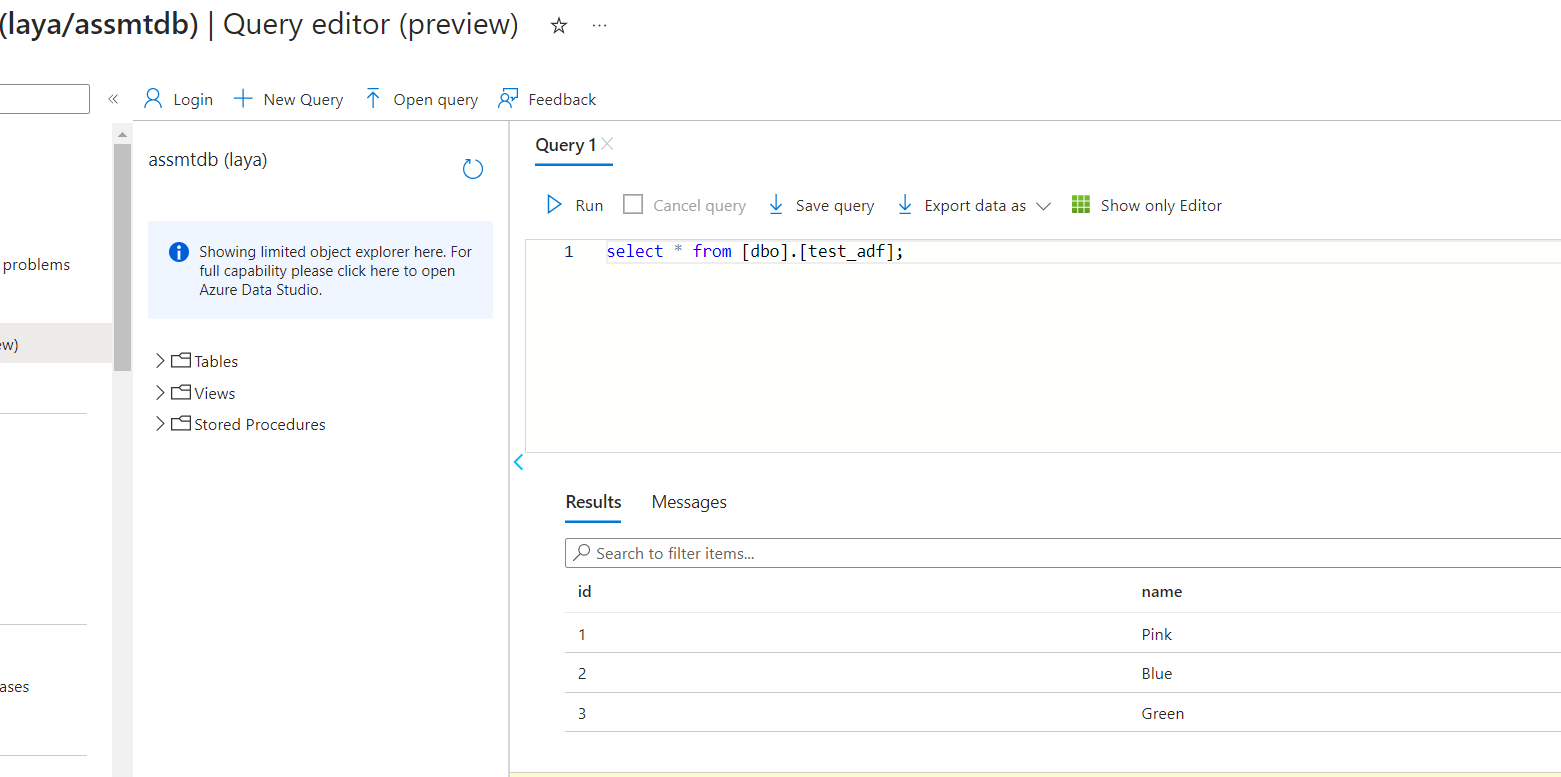 (laya/assmtdb) | Query editor (preview) ☆ ...
« Login New Query Open query Feedback
assmtdb (laya)
Showing limited object explorer here. For
full capability please click here to open
Azure Data Studio.
problems
ew)
ases
Tables
Views
Stored Procedures
Query 1
Run Cancel query Save query Export data as Show only Editor
1 select * from [dbo].[test_adf];
Results Messages
Search to filter items...
id name
1 Pink
2 Blue
3 Green